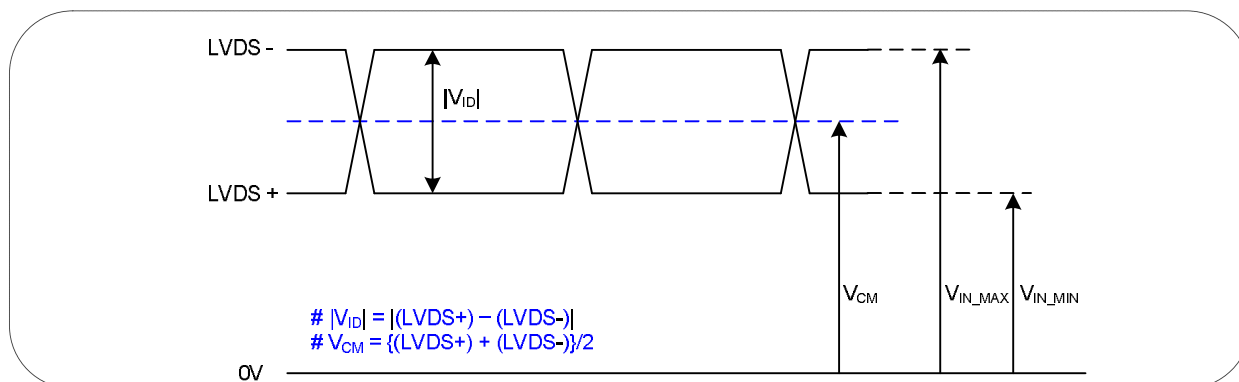 LVDS -
|VID|
LVDS +
VCM
VIN_MAX
VIN_MIN
# |VID| = |(LVDS+) – (LVDS-)|
# VCM = {(LVDS+) + (LVDS-)}/2
0V